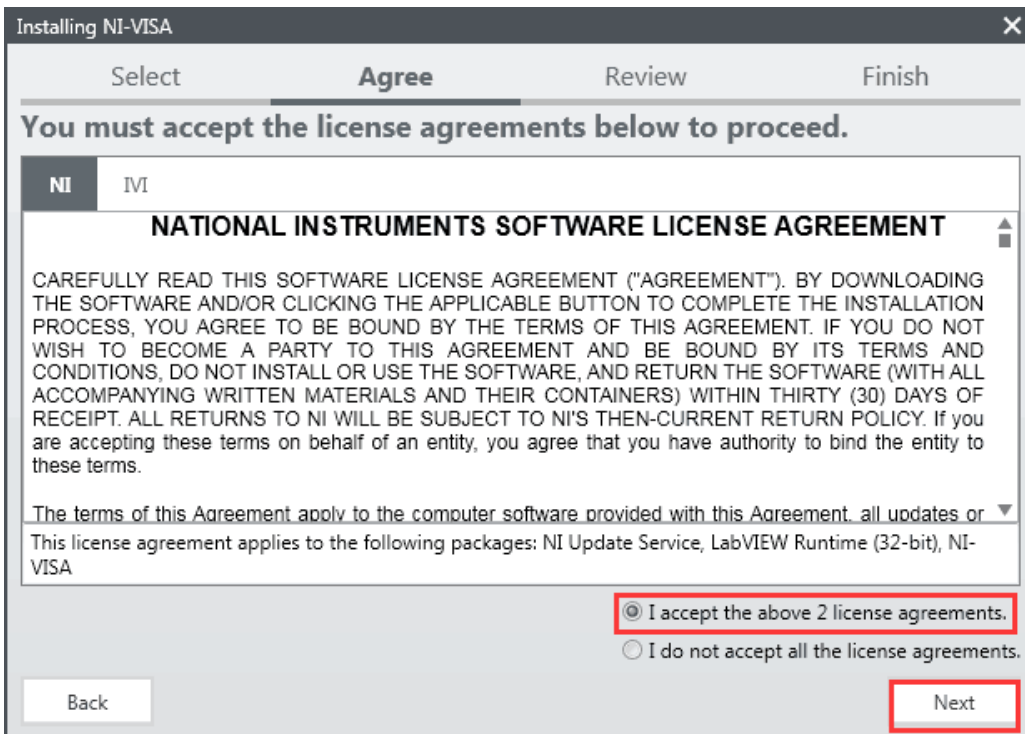 Installing NI-VISA
Select Agree Review Finish
You must accept the license agreements below to proceed.
NI IVI
NATIONAL INSTRUMENTS SOFTWARE LICENSE AGREEMENT
CAREFULLY READ THIS SOFTWARE LICENSE AGREEMENT ("AGREEMENT"). BY DOWNLOADING
THE SOFTWARE AND/OR CLICKING THE APPLICABLE BUTTON TO COMPLETE THE INSTALLATION
PROCESS, YOU AGREE TO BE BOUND BY THE TERMS OF THIS AGREEMENT. IF YOU DO NOT
WISH TO BECOME A PARTY TO THIS AGREEMENT AND BE BOUND BY ITS TERMS AND
CONDITIONS, DO NOT INSTALL OR USE THE SOFTWARE, AND RETURN THE SOFTWARE (WITH ALL
ACCOMPANYING WRITTEN MATERIALS AND THEIR CONTAINERS) WITHIN THIRTY (30) DAYS OF
RECEIPT. ALL RETURNS TO NI WILL BE SUBJECT TO NI'S THEN-CURRENT RETURN POLICY. If you
are accepting these terms on behalf of an entity, you agree that you have authority to bind the entity to
these terms.
The terms of this Agreement apply to the computer software provided with this Agreement, all updates or
This license agreement applies to the following packages: NI Update Service, LabVIEW Runtime (32-bit), NI-
VISA
I accept the above 2 license agreements.
I do not accept all the license agreements.
Back Next